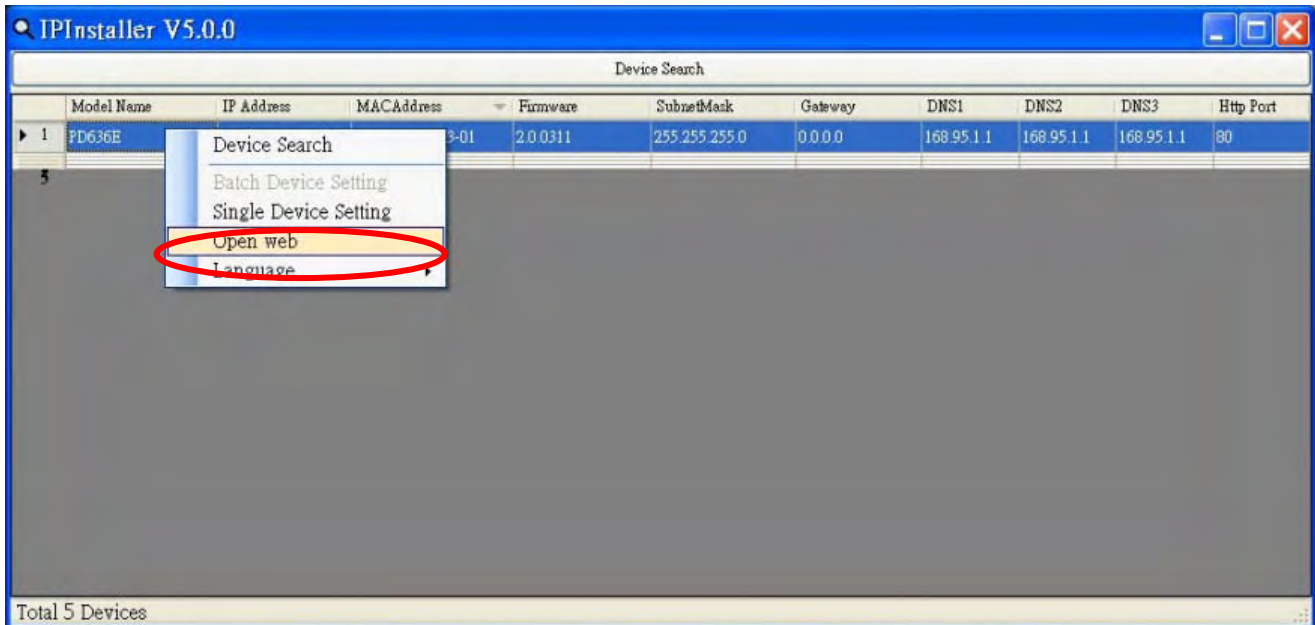 IPInstaller V5.0.0
Device Search
Model Name IP Address MACAddress Firmware SubnetMask Gateway DNS1 DNS2 DNS3 Http Port
1 PD636E 3-01 2.0.0311 255.255.255.0 0.0.0.0 168.95.1.1 168.95.1.1 168.95.1.1 80
5
Device Search
Batch Device Setting
Single Device Setting
Open web
Language
Total 5 Devices